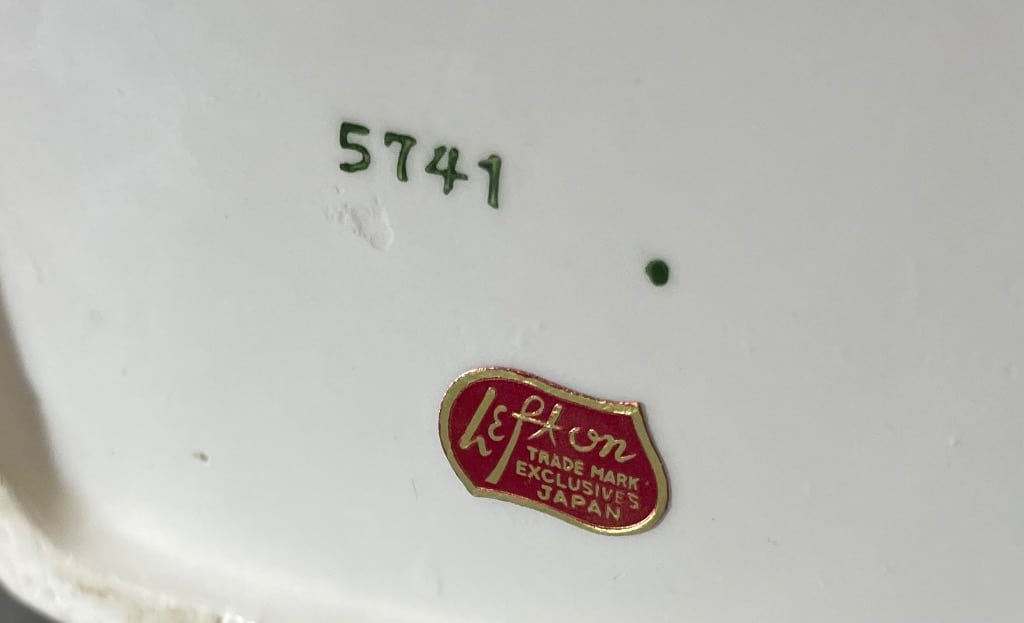 5741
Lefton
TRADE MARK
EXCLUSIVES
JAPAN